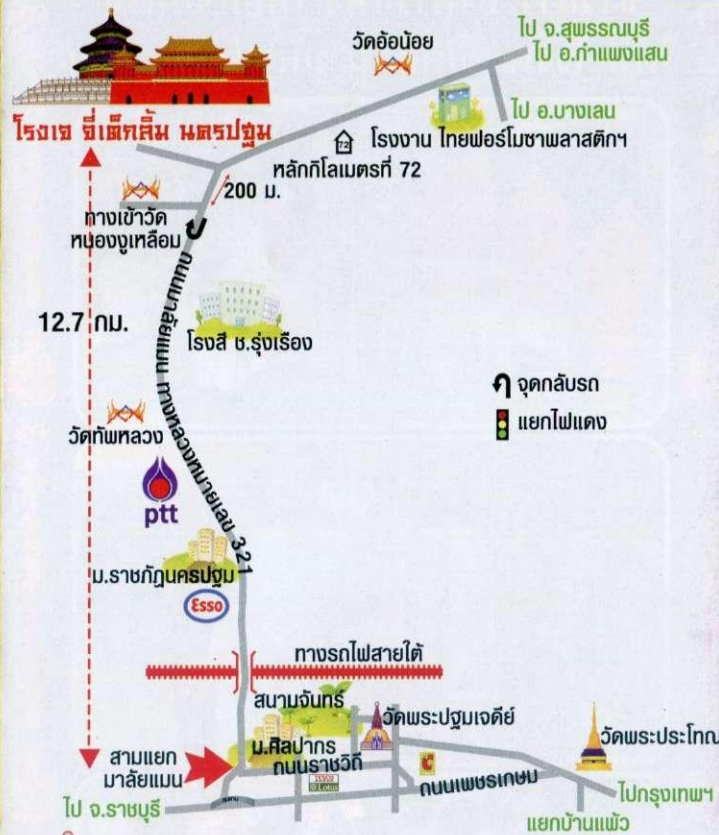 ไป จ.สุพรรณบุรี
ไป อ.กำแพงแสน
วัดอ้อน้อย
ไป อ.บางเลน
โรงเจ จี่เต็กลิ้ม นครปฐม
72
โรงงาน ไทยฟอร์โมซาพลาสติกฯ
หลักกิโลเมตรที่ 72
200 ม.
ทางเข้าวัด
หนองงูเหลือม
12.7 กม.
โรงสี ช.รุ่งเรือง
ถนนมาลัยแมน ทางหลวงหมายเลข 321
จุดกลับรถ
แยกไฟแดง
วัดทัพหลวง
ptt
ม.ราชภัฏนครปฐม
Esso
ทางรถไฟสายใต้
สนามจันทร์
วัดพระปฐมเจดีย์
วัดพระประโทณ
สามแยก
มาลัยแมน
ม.ศิลปากร
ถนนราชวิถี
TESCO
Lotus
C
ถนนเพชรเกษม
ไป จ.ราชบุรี
ไปกรุงเทพฯ
แยกบ้านแพ้ว